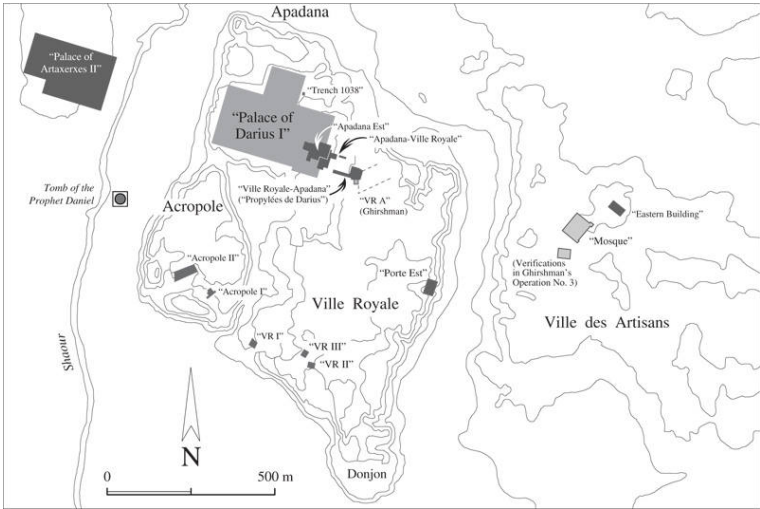 Apadana
“Palace of
Artaxerxes II”
“Trench 1038”
“Palace of
Darius I”
“Apadana Est”
“Apadana-Ville Royale”
Tomb of the
Prophet Daniel
“Ville Royale-Apadana”
(“Propylées de Darius”)
“VR A”
(Ghirshman)
Acropole
“Eastern Building”
“Mosque”
(Verifications
in Ghirshman’s
Operation No. 3)
“Acropole II”
“Acropole I”
“Porte Est”
Ville Royale
Ville des Artisans
“VR I”
“VR III”
“VR II”
Shaour
N
Donjon
0
500 m